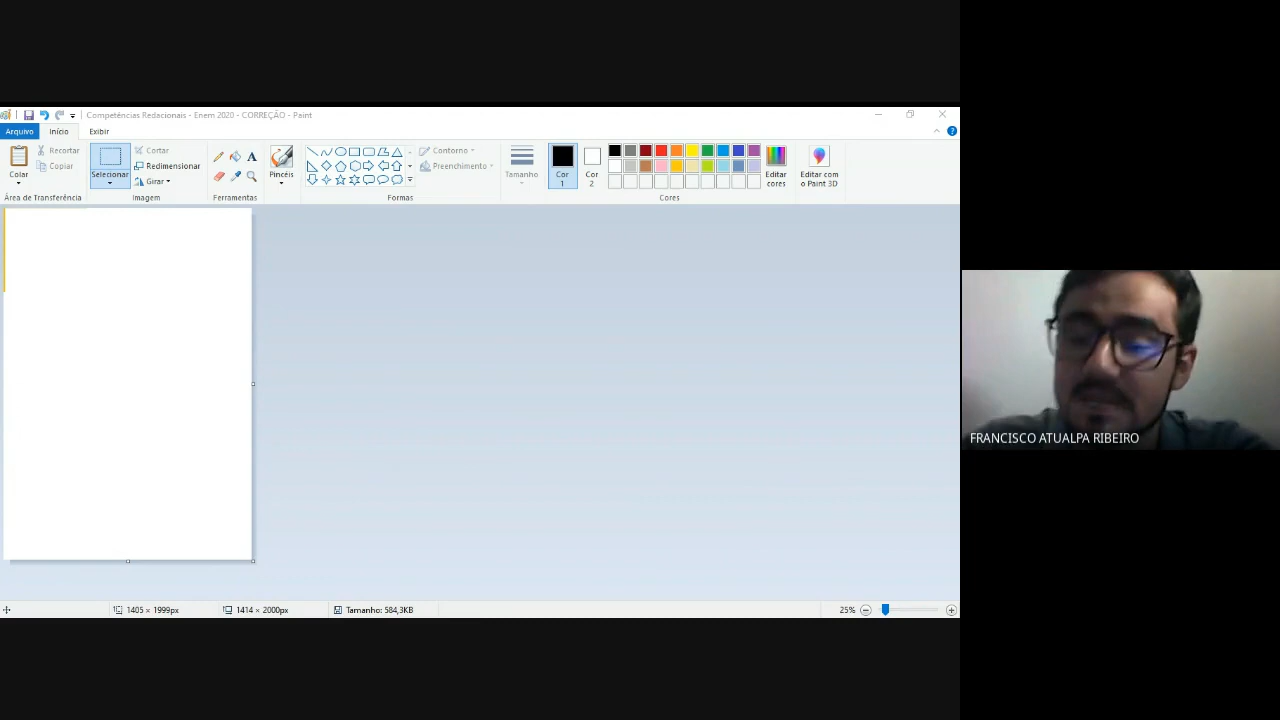 Competências Redacionais - Enem 2020 - CORREÇÃO - Paint
Arquivo Início Exibir
Colar
Recortar
Copiar
Área de Transferência
Selecionar
Cortar
Redimensionar
Girar
Imagem
A
Ferramentas
Pincéis
Contorno
Preenchimento
Formas
Tamanho
Cor 1
Cor 2
Cores
Editar cores
Editar com o Paint 3D
FRANCISCO ATUALPA RIBEIRO
1405 × 1999px
1414 × 2000px
Tamanho: 584,3KB
25%